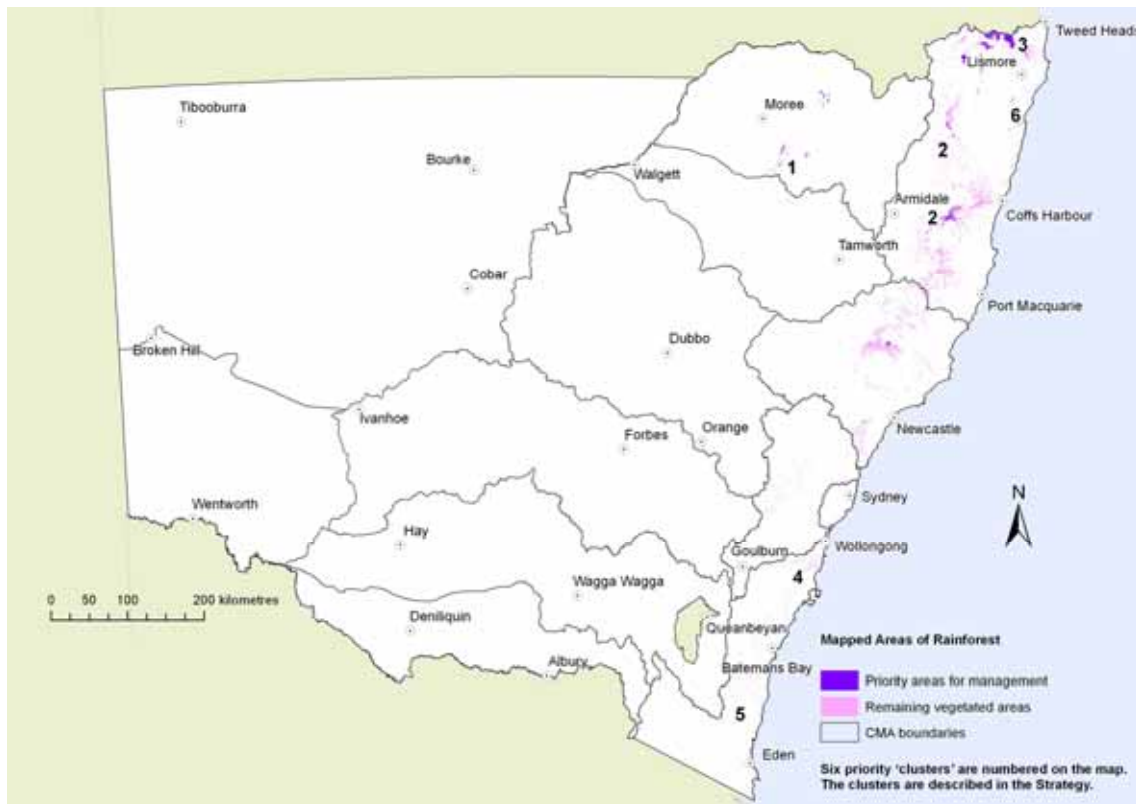 Tweed Heads
3
Lismore
Tibooburra
Moree
6
Bourke
2
1
Walgett
Armidale
2
Coffs Harbour
Tamworth
Cobar
Port Macquarie
Dubbo
Broken Hill
Ivanhoe
Newcastle
Orange
Forbes
Sydney
Wentworth
N
Hay
Goulburn
Wollongong
4
Wagga Wagga
0 50 100 200 kilometres
Deniliquin
Queanbeyan
Mapped Areas of Rainforest
Albury
Batemans Bay
Priority areas for management
Remaining vegetated areas
5
CMA boundaries
Eden
Six priority 'clusters' are numbered on the map.
The clusters are described in the Strategy.